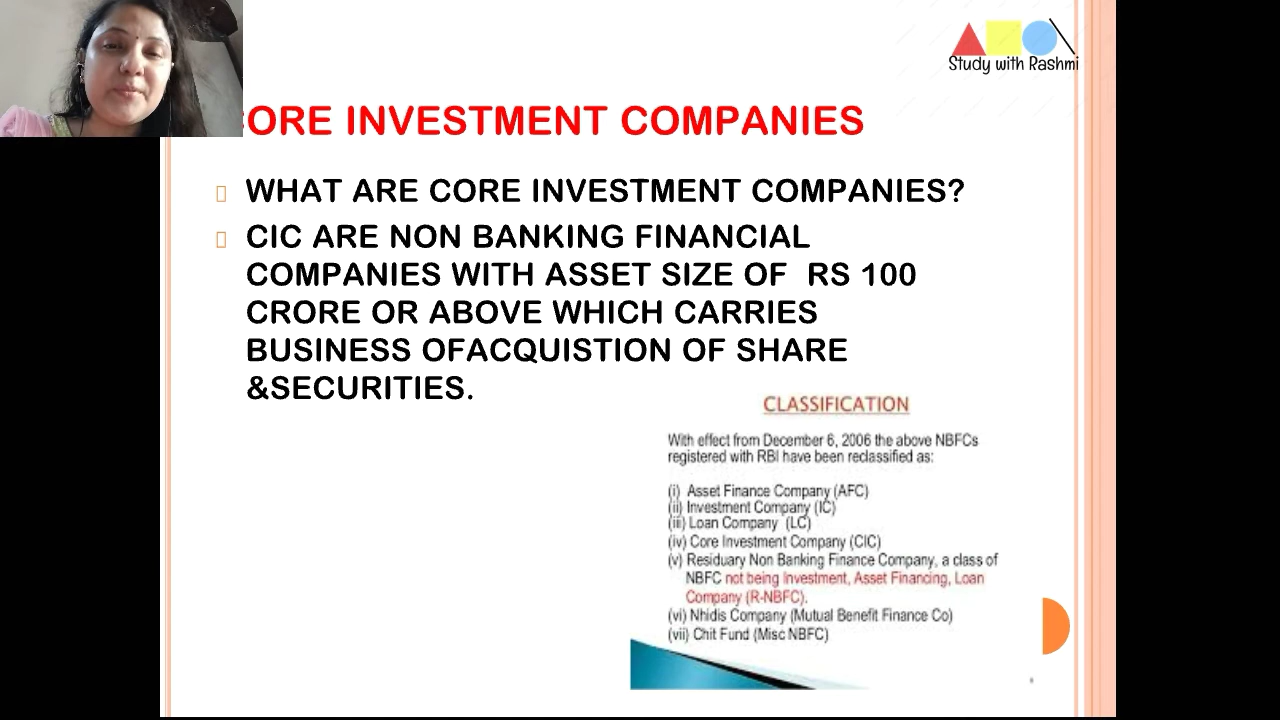 Study with Rashmi
ORE INVESTMENT COMPANIES
WHAT ARE CORE INVESTMENT COMPANIES?
CIC ARE NON BANKING FINANCIAL
COMPANIES WITH ASSET SIZE OF RS 100
CRORE OR ABOVE WHICH CARRIES
BUSINESS OFACQUISTION OF SHARE
&SECURITIES.
CLASSIFICATION
With effect from December 6, 2006 the above NBFCs
registered with RBI have been reclassified as:
(i) Asset Finance Company (AFC)
(ii) Investment Company (IC)
(iii) Loan Company (LC)
(iv) Core Investment Company (CIC)
(v) Residuary Non Banking Finance Company, a class of
NBFC not being Investment, Asset Financing, Loan
Company (R-NBFC).
(vi) Nhidis Company (Mutual Benefit Finance Co)
(vii) Chit Fund (Misc NBFC)